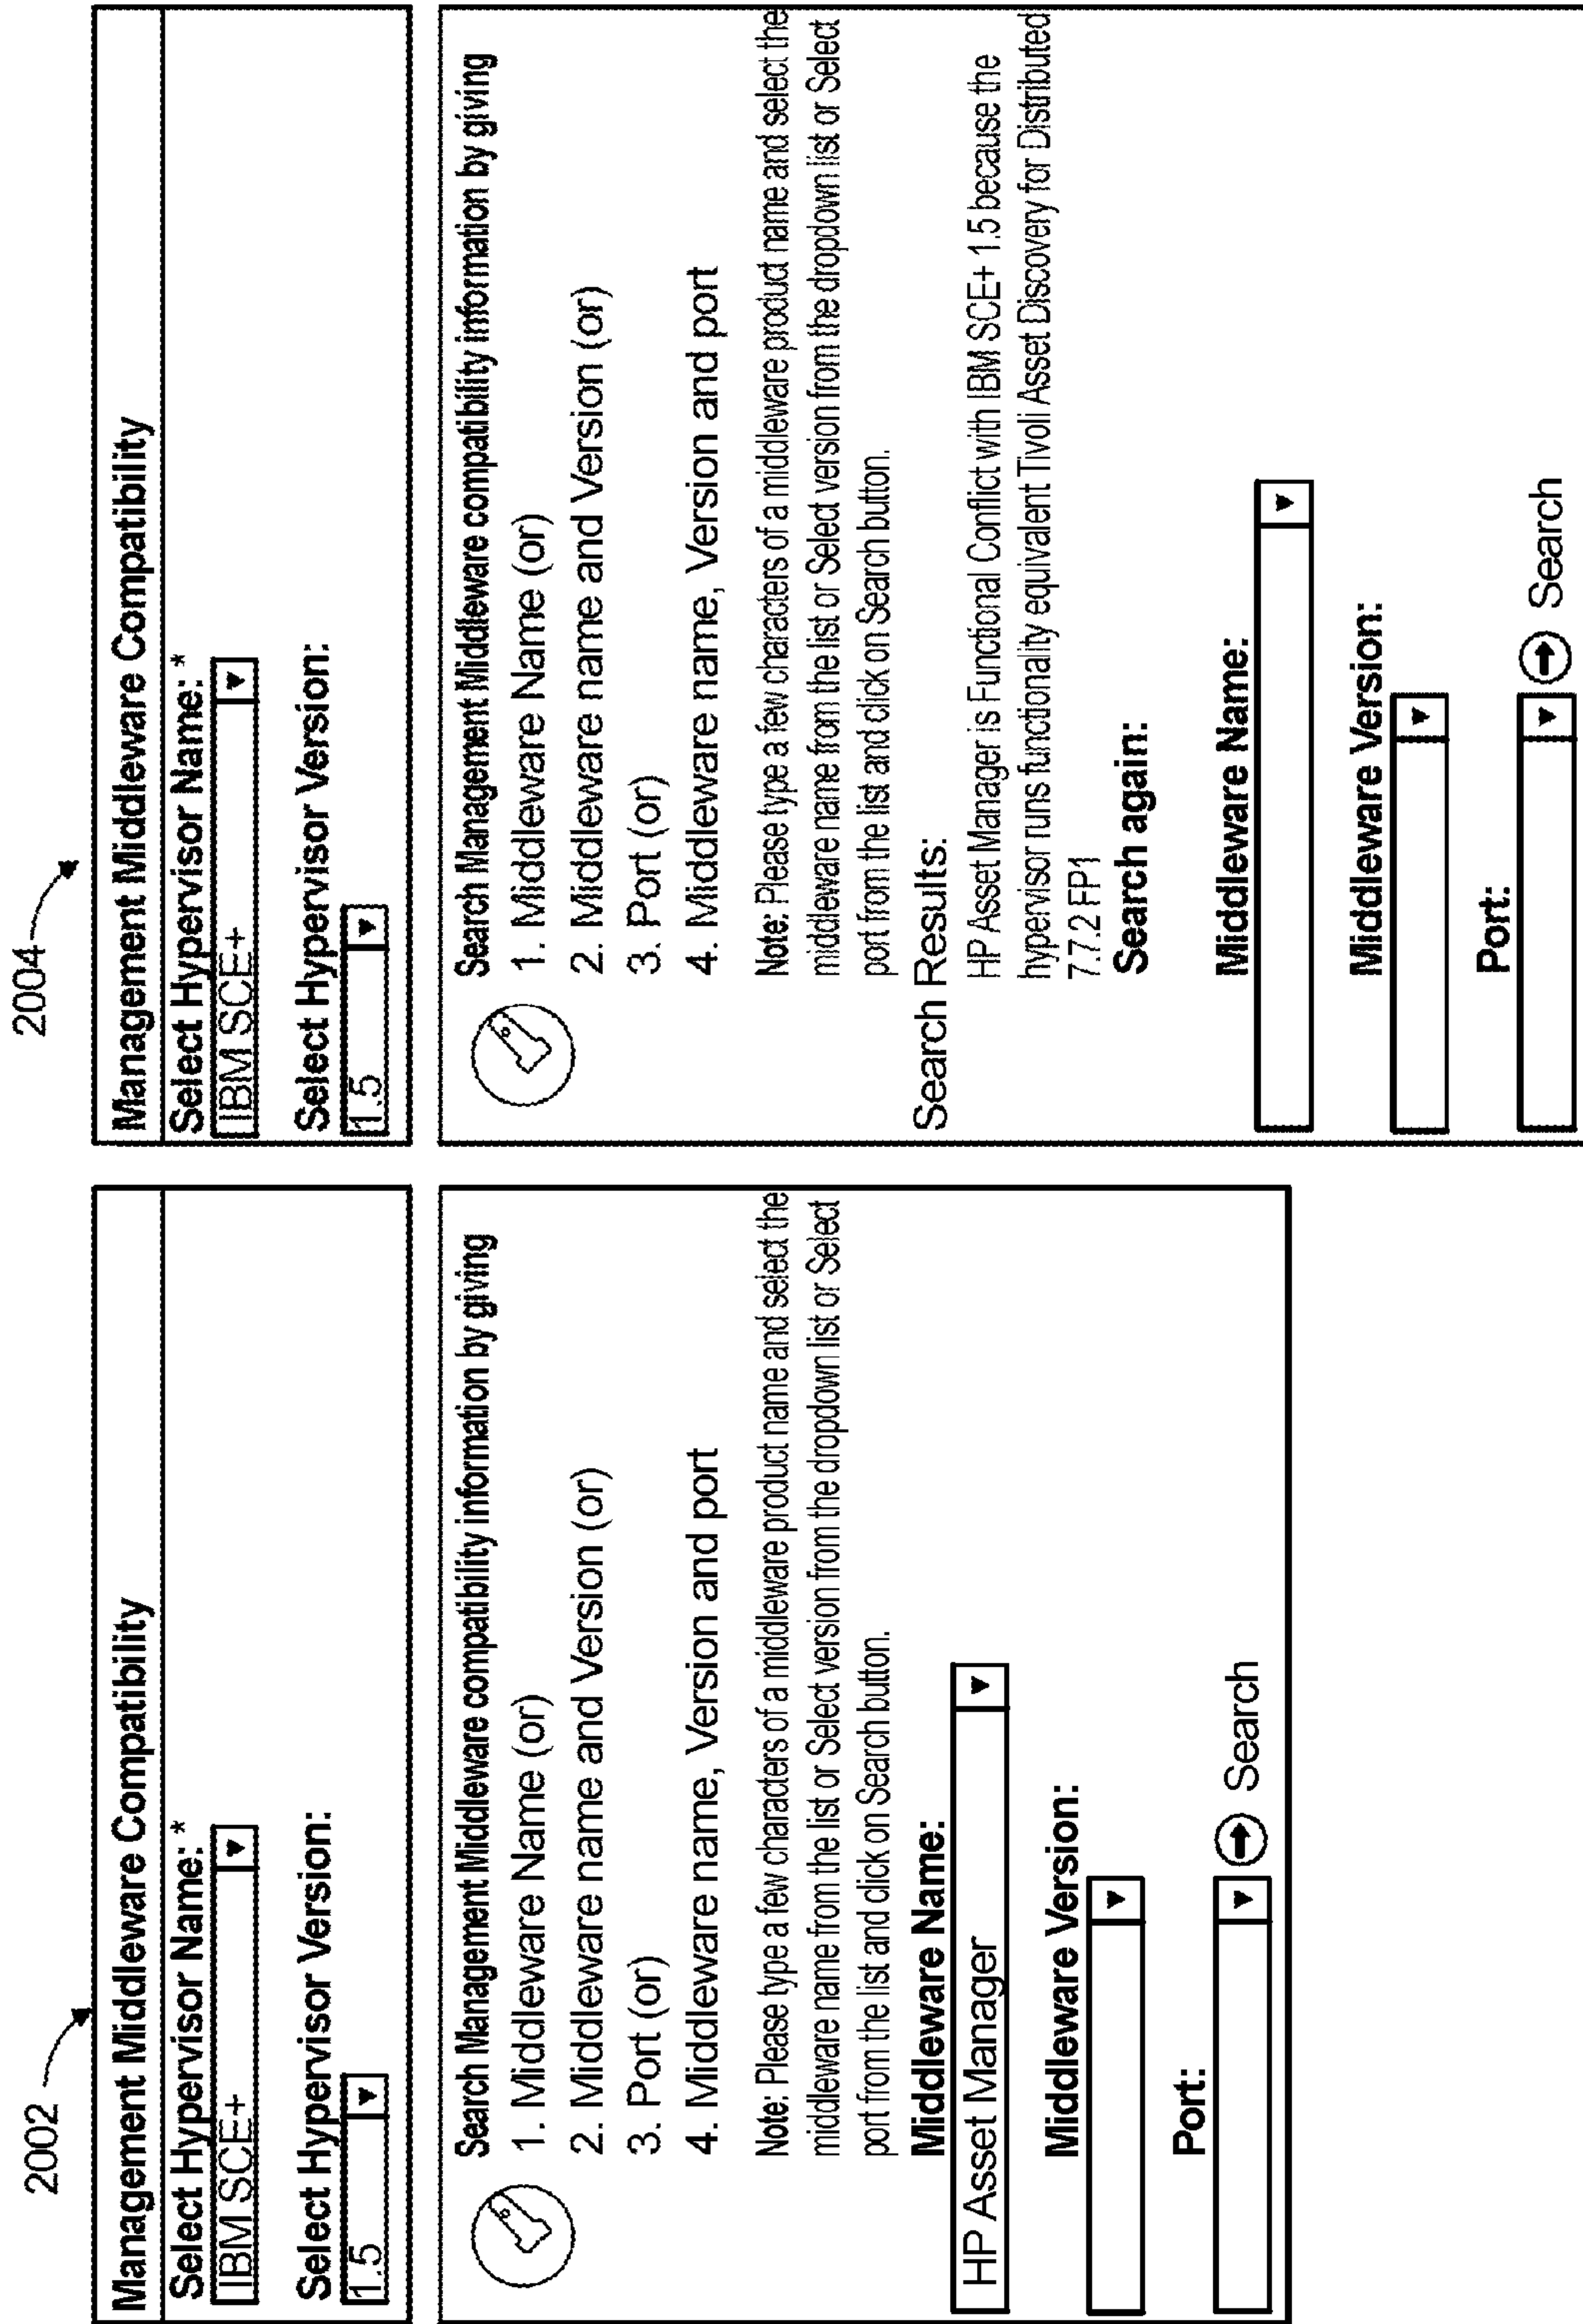 2002
Management Middleware Compatibility
Select Hypervisor Name: *
IBM SCE+
Select Hypervisor Version:
1.5
Search Management Middleware compatibility information by giving
1. Middleware Name (or)
2. Middleware name and Version (or)
3. Port (or)
4. Middleware name, Version and port
Note: Please type a few characters of a middleware product name and select the
middleware name from the list or Select version from the dropdown list or Select
port from the list and click on Search button.
Middleware Name:
HP Asset Manager
Middleware Version:
Port:
Search
2004
Management Middleware Compatibility
Select Hypervisor Name: *
IBM SCE+
Select Hypervisor Version:
1.5
Search Management Middleware compatibility information by giving
1. Middleware Name (or)
2. Middleware name and Version (or)
3. Port (or)
4. Middleware name, Version and port
Note: Please type a few characters of a middleware product name and select the
middleware name from the list or Select version from the dropdown list or Select
port from the list and click on Search button.
Search Results:
HP Asset Manager is Functional Conflict with IBM SCE+ 1.5 because the
hypervisor runs functionality equivalent Tivoli Asset Discovery for Distributed
7.7.2 FP1
Search again:
Middleware Name:
Middleware Version:
Port:
Search